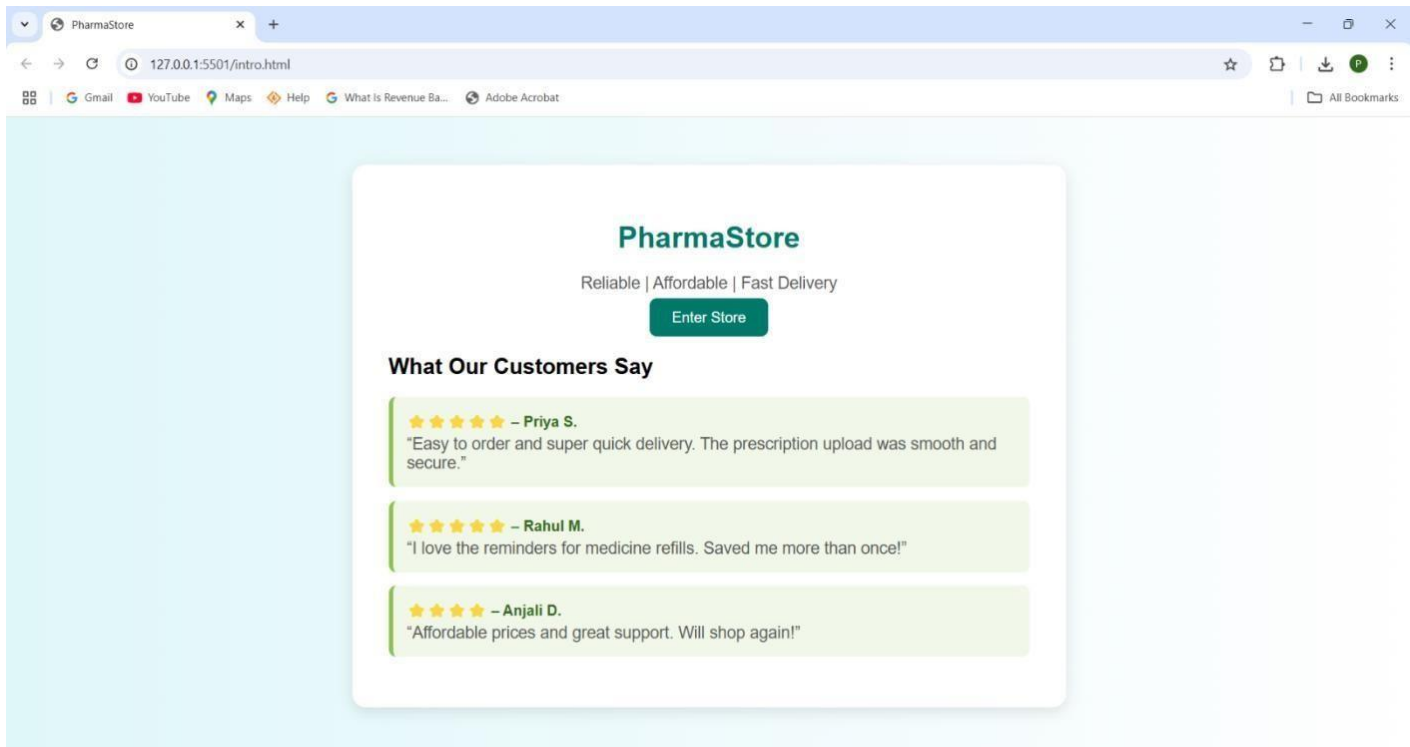 PharmaStore
127.0.0.1:5501/intro.html
Gmail YouTube Maps Help What Is Revenue Ba... Adobe Acrobat All Bookmarks
PharmaStore
Reliable | Affordable | Fast Delivery
Enter Store
What Our Customers Say
– Priya S.
“Easy to order and super quick delivery. The prescription upload was smooth and
secure.”
– Rahul M.
“I love the reminders for medicine refills. Saved me more than once!”
– Anjali D.
“Affordable prices and great support. Will shop again!”